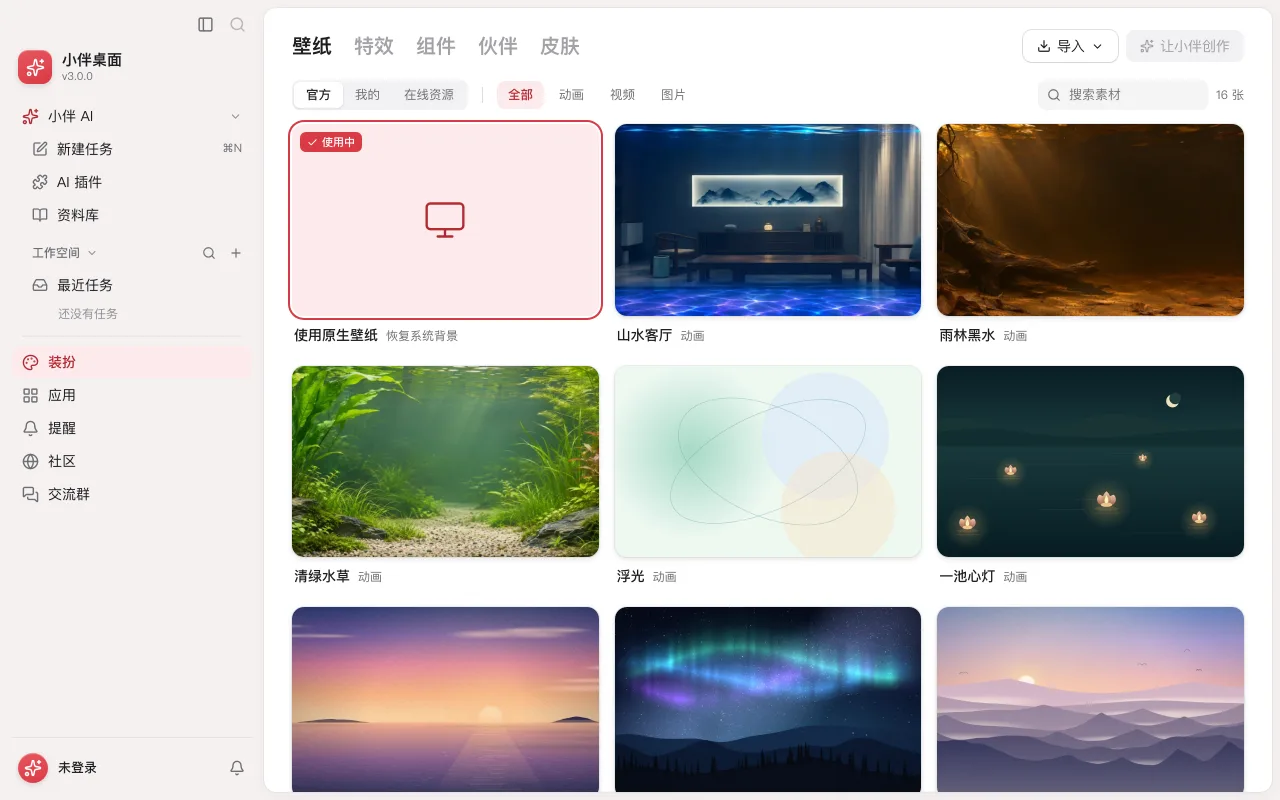 小伴桌面
v3.0.0
小伴 AI
新建任务 ⌘N
AI 插件
资料库
工作空间
最近任务
还没有任务
装扮
应用
提醒
社区
交流群
未登录
壁纸 特效 组件 伙伴 皮肤
导入 让小伴创作
官方 我的 在线资源 全部 动画 视频 图片
搜索素材 16 张
使用中
使用原生壁纸 恢复系统背景
山水客厅 动画
雨林黑水 动画
清绿水草 动画
浮光 动画
一池心灯 动画